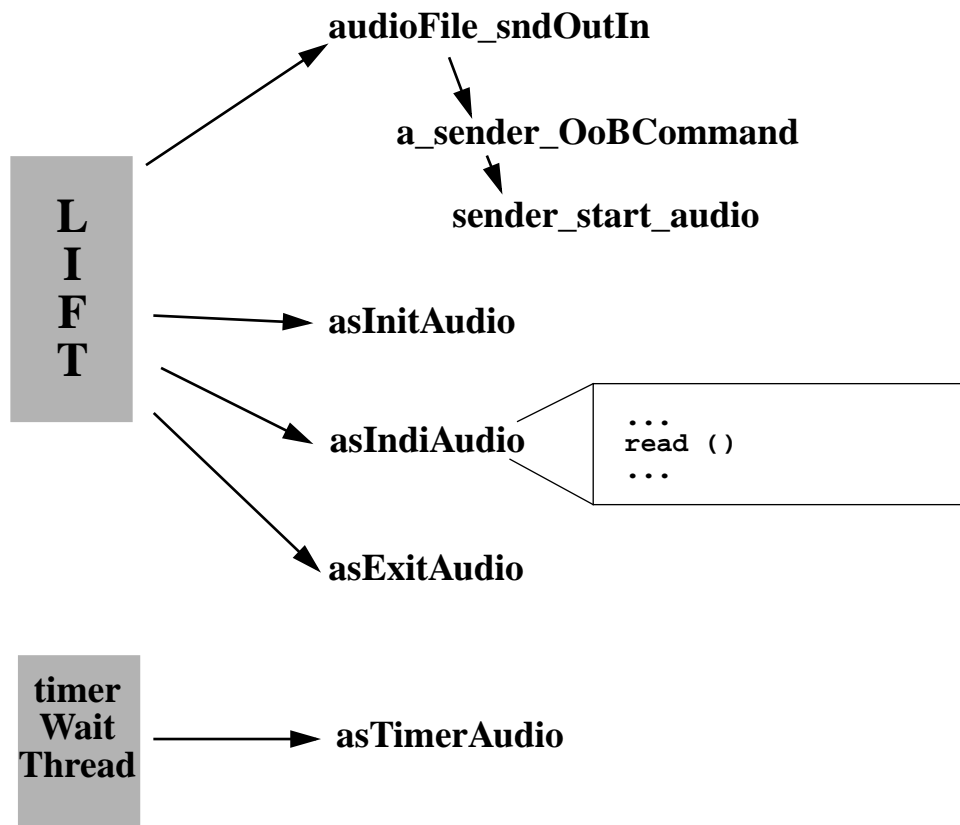 audioFile_sndOutIn
a_sender_OoBCommand
sender_start_audio
L
I
F
T
asInitAudio
asIndiAudio
...
read ()
...
asExitAudio
timer
Wait
Thread
asTimerAudio